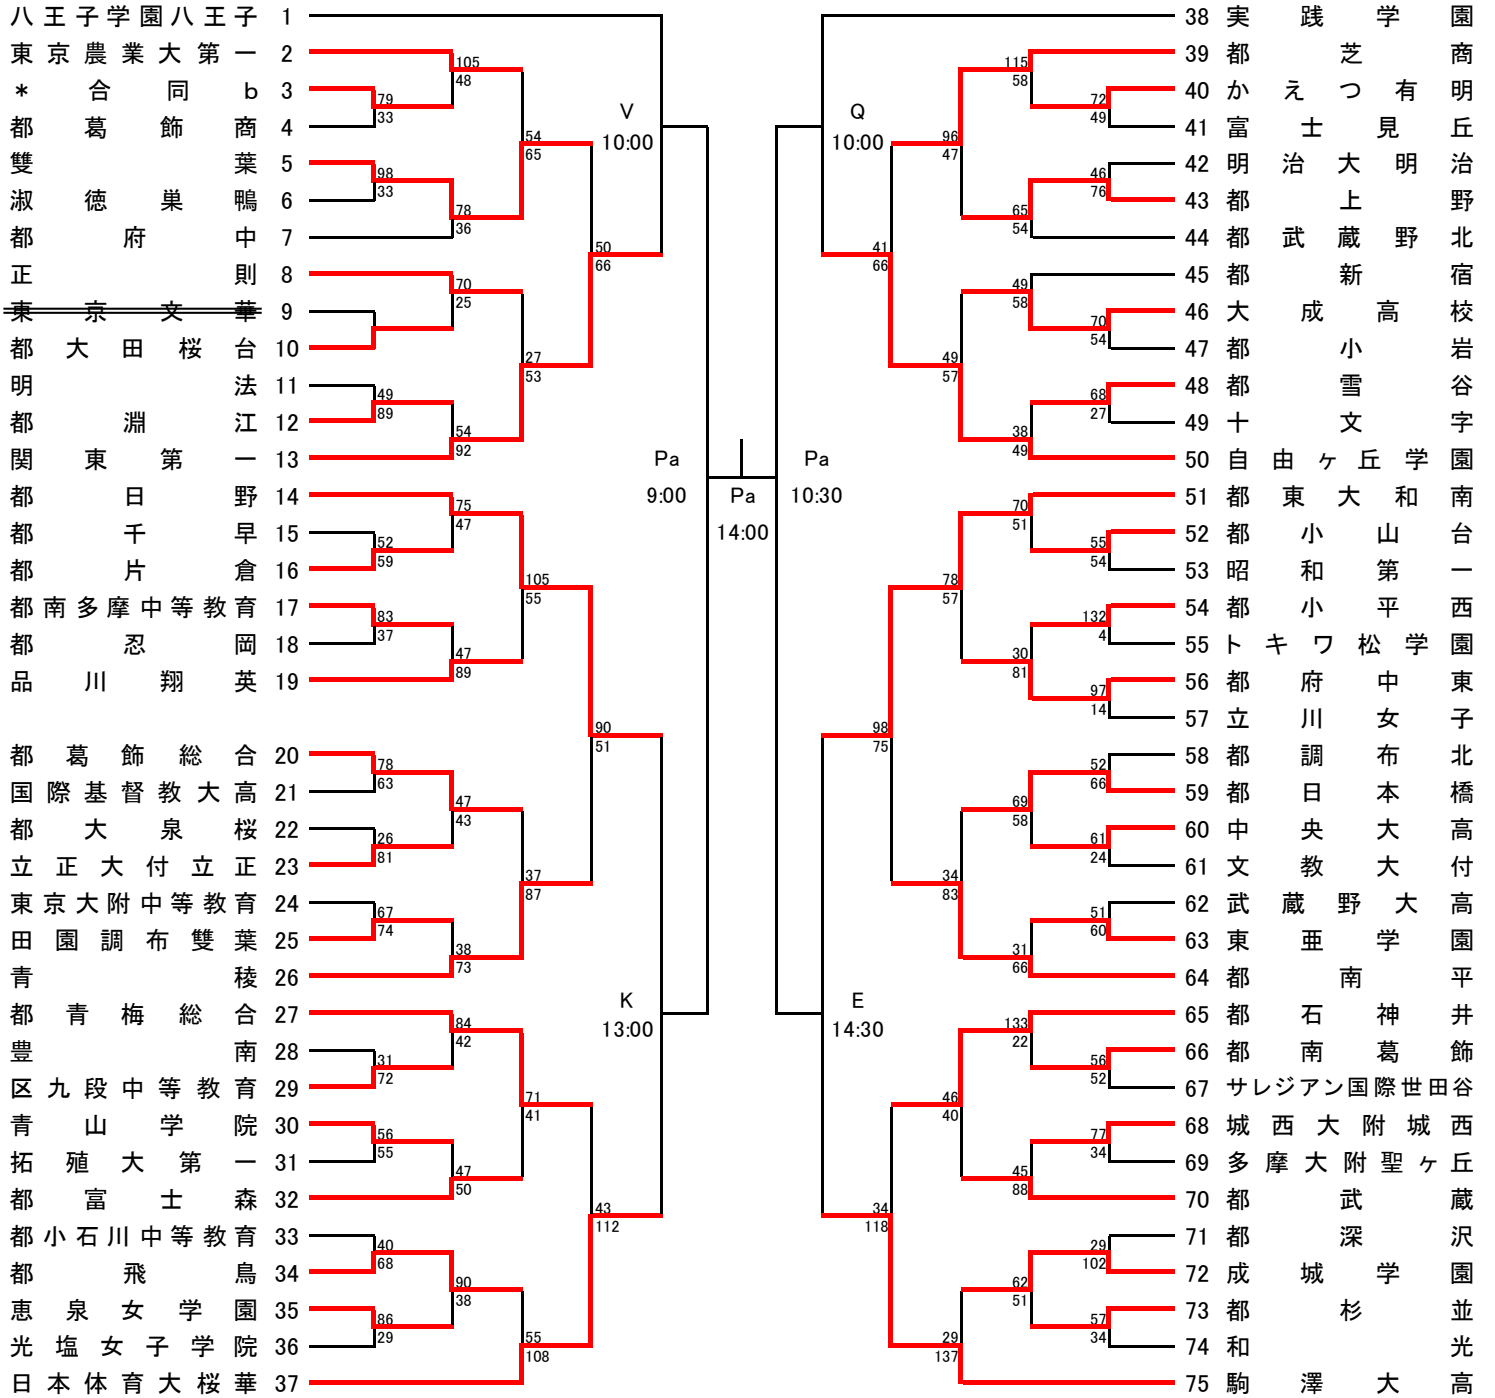 八王子学園八王子 1
東京農業大第一 2
* 合同b 3
都葛飾商 4
雙葉 5
淑徳巣鴨 6
都府中 7
正則 8
東京文華 9
都大田桜台 10
明法 11
都淵江 12
関東第一 13
都日野 14
都千早 15
都片倉 16
都南多摩中等教育 17
都忍岡 18
品川翔英 19
都葛飾総合 20
国際基督教大高 21
都大泉桜 22
立正大付立正 23
東京大附中等教育 24
田園調布雙葉 25
青稜 26
都青梅総合 27
豊南 28
区九段中等教育 29
青山学院 30
拓殖大第一 31
都富士森 32
都小石川中等教育 33
都飛鳥 34
恵泉女学園 35
光塩女子学院 36
日本体育大桜華 37
105
48
79
33
98
33
78
36
54
65
70
25
49
89
54
92
27
53
50
66
75
47
52
59
83
37
47
89
105
55
78
63
26
81
47
43
67
74
38
73
37
87
90
51
84
42
31
72
56
55
47
50
71
41
40
68
86
29
90
38
55
108
43
112
V
10:00
K
13:00
Pa
9:00
Pa
14:00
Pa
10:30
Q
10:00
E
14:30
115
58
72
49
46
76
65
54
96
47
49
58
70
54
68
27
38
49
49
57
41
66
70
51
55
54
132
4
97
14
30
81
78
57
52
66
61
24
69
58
51
60
31
66
34
83
98
75
133
22
56
52
77
34
45
88
46
40
29
102
57
34
62
51
29
137
34
118
38 実践学園
39 都芝商
40 かえつ有明
41 富士見丘
42 明治大明治
43 都上野
44 都武蔵野北
45 都新宿
46 大成高校
47 都小岩
48 都雪谷
49 十文字
50 自由ヶ丘学園
51 都東大和南
52 都小山台
53 昭和第一
54 都小平西
55 トキワ松学園
56 都府中東
57 立川女子
58 都調布北
59 都日本橋
60 中央大高
61 文教大付
62 武蔵野大高
63 東亜学園
64 都南平
65 都石神井
66 都南葛飾
67 サレジアン国際世田谷
68 城西大附城西
69 多摩大附聖ヶ丘
70 都武蔵
71 都深沢
72 成城学園
73 都杉並
74 和光
75 駒澤大高